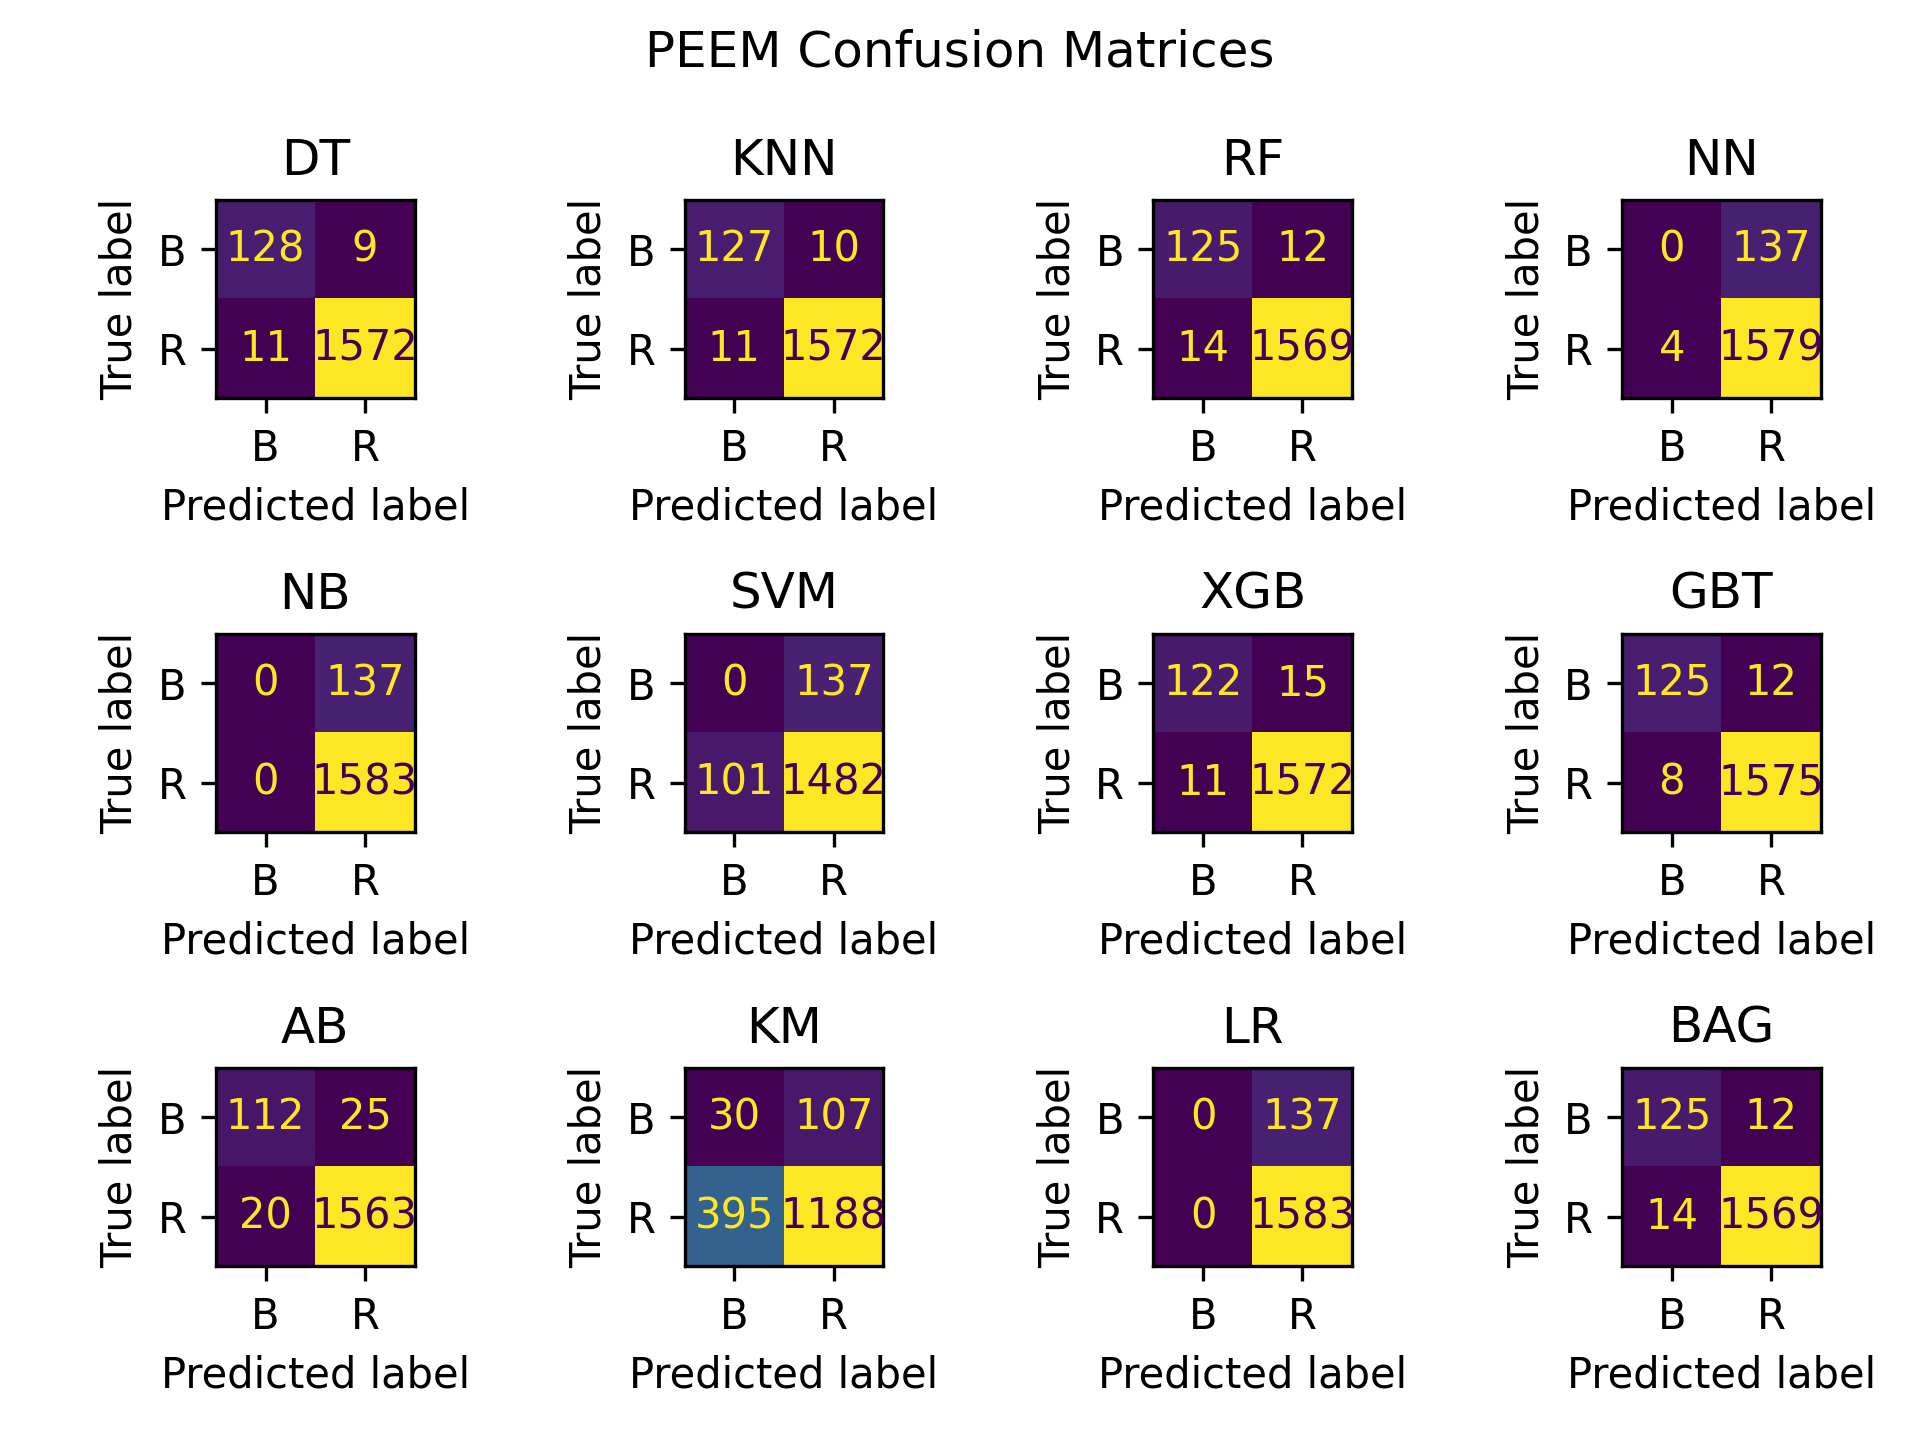 PEEM Confusion Matrices
DT
True label
B
128 9
R
11 1572
B R
Predicted label
KNN
True label
B
127 10
R
11 1572
B R
Predicted label
RF
True label
B
125 12
R
14 1569
B R
Predicted label
NN
True label
B
0 137
R
4 1579
B R
Predicted label
NB
True label
B
0 137
R
0 1583
B R
Predicted label
SVM
True label
B
0 137
R
101 1482
B R
Predicted label
XGB
True label
B
122 15
R
11 1572
B R
Predicted label
GBT
True label
B
125 12
R
8 1575
B R
Predicted label
AB
True label
B
112 25
R
20 1563
B R
Predicted label
KM
True label
B
30 107
R
395 1188
B R
Predicted label
LR
True label
B
0 137
R
0 1583
B R
Predicted label
BAG
True label
B
125 12
R
14 1569
B R
Predicted label